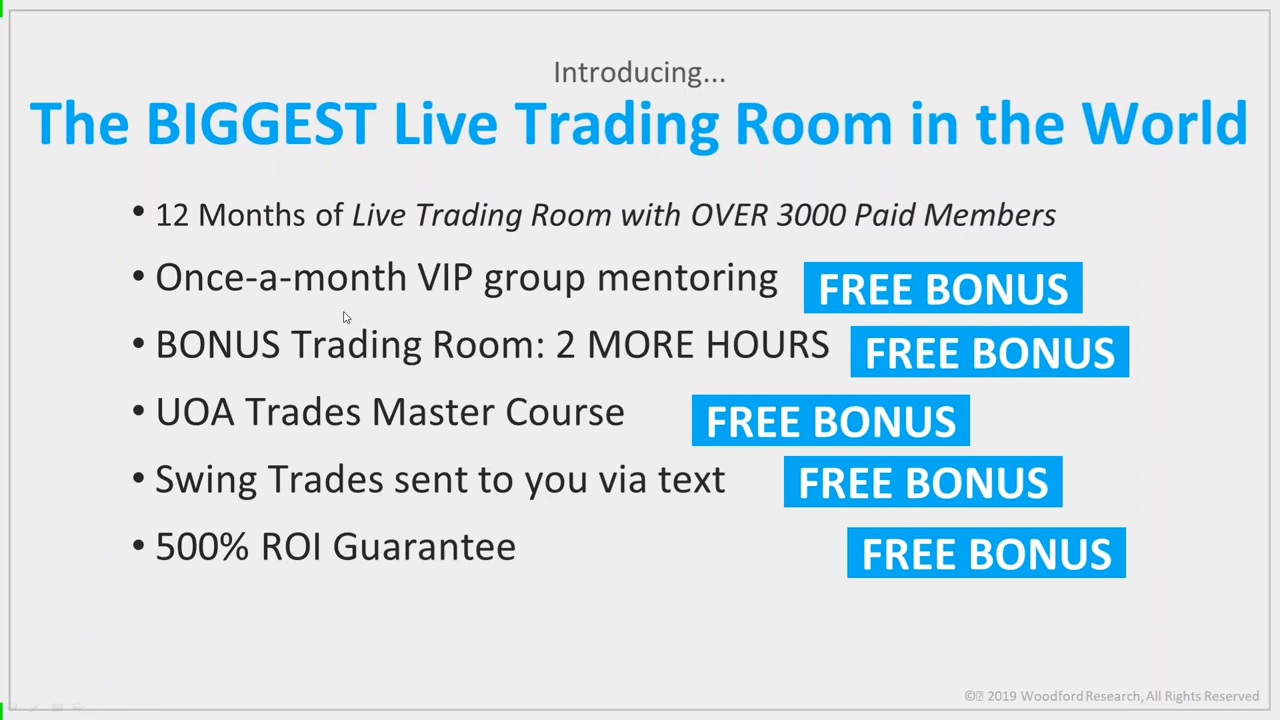 Introducing...
The BIGGEST Live Trading Room in the World
• 12 Months of Live Trading Room with OVER 3000 Paid Members
• Once-a-month VIP group mentoring FREE BONUS
• BONUS Trading Room: 2 MORE HOURS FREE BONUS
• UOA Trades Master Course FREE BONUS
• Swing Trades sent to you via text FREE BONUS
• 500% ROI Guarantee FREE BONUS
© 2019 Woodford Research, All Rights Reserved